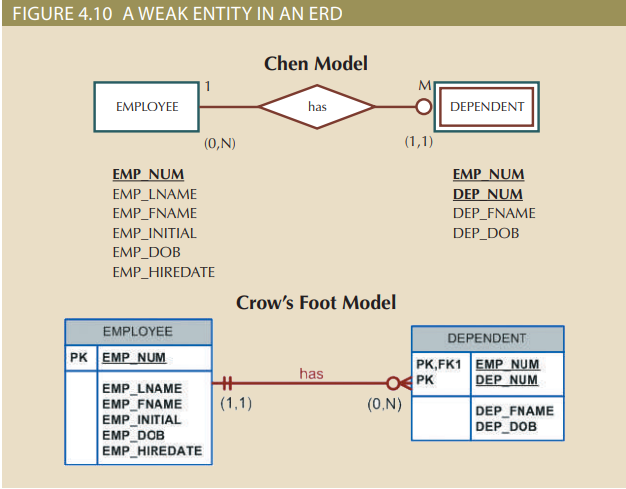 FIGURE 4.10 A WEAK ENTITY IN AN ERD
Chen Model
1
M
EMPLOYEE
has
DEPENDENT
(0,N)
(1,1)
EMP_NUM
EMP_LNAME
EMP_FNAME
EMP_INITIAL
EMP_DOB
EMP_HIREDATE
EMP_NUM
DEP_NUM
DEP_FNAME
DEP_DOB
Crow's Foot Model
EMPLOYEE
PK EMP_NUM
EMP_LNAME
EMP_FNAME
EMP_INITIAL
EMP_DOB
EMP_HIREDATE
has
(1,1)
(0,N)
DEPENDENT
PK,FK1 EMP_NUM
PK DEP_NUM
DEP_FNAME
DEP_DOB